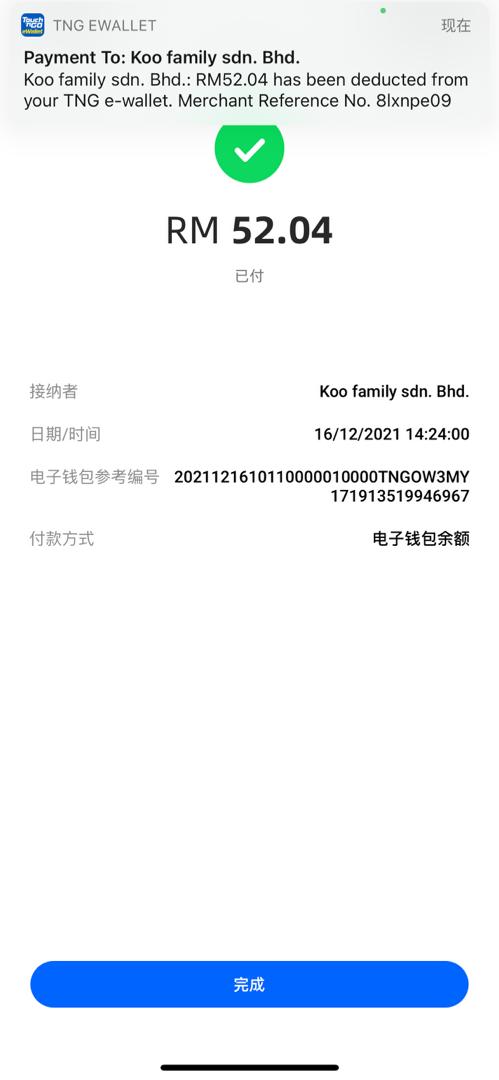 Touch
nGO
eWallet
TNG EWALLET
现在
Payment To: Koo family sdn. Bhd.
Koo family sdn. Bhd.: RM52.04 has been deducted from
your TNG e-wallet. Merchant Reference No. 8lxnpe09
RM 52.04
已付
接纳者 Koo family sdn. Bhd.
日期/时间 16/12/2021 14:24:00
电子钱包参考编号 2021121610110000010000TNGOW3MY
171913519946967
付款方式 电子钱包余额
完成